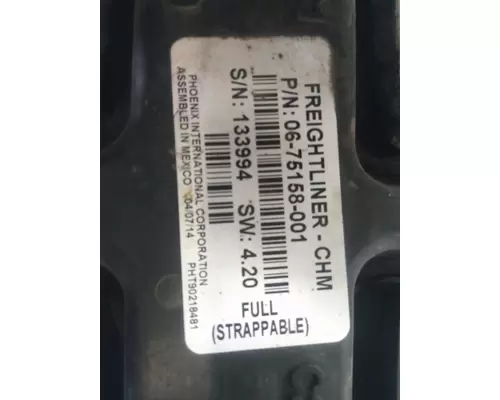 FREIGHTLINER - CHM
P/N: 06-75158-001
S/N: 133994 SW: 4.20
PHOENIX INTERNATIONAL CORPORATION
ASSEMBLED IN MEXICO 04/07/14 PHT90218481
FULL
(STRAPPABLE)